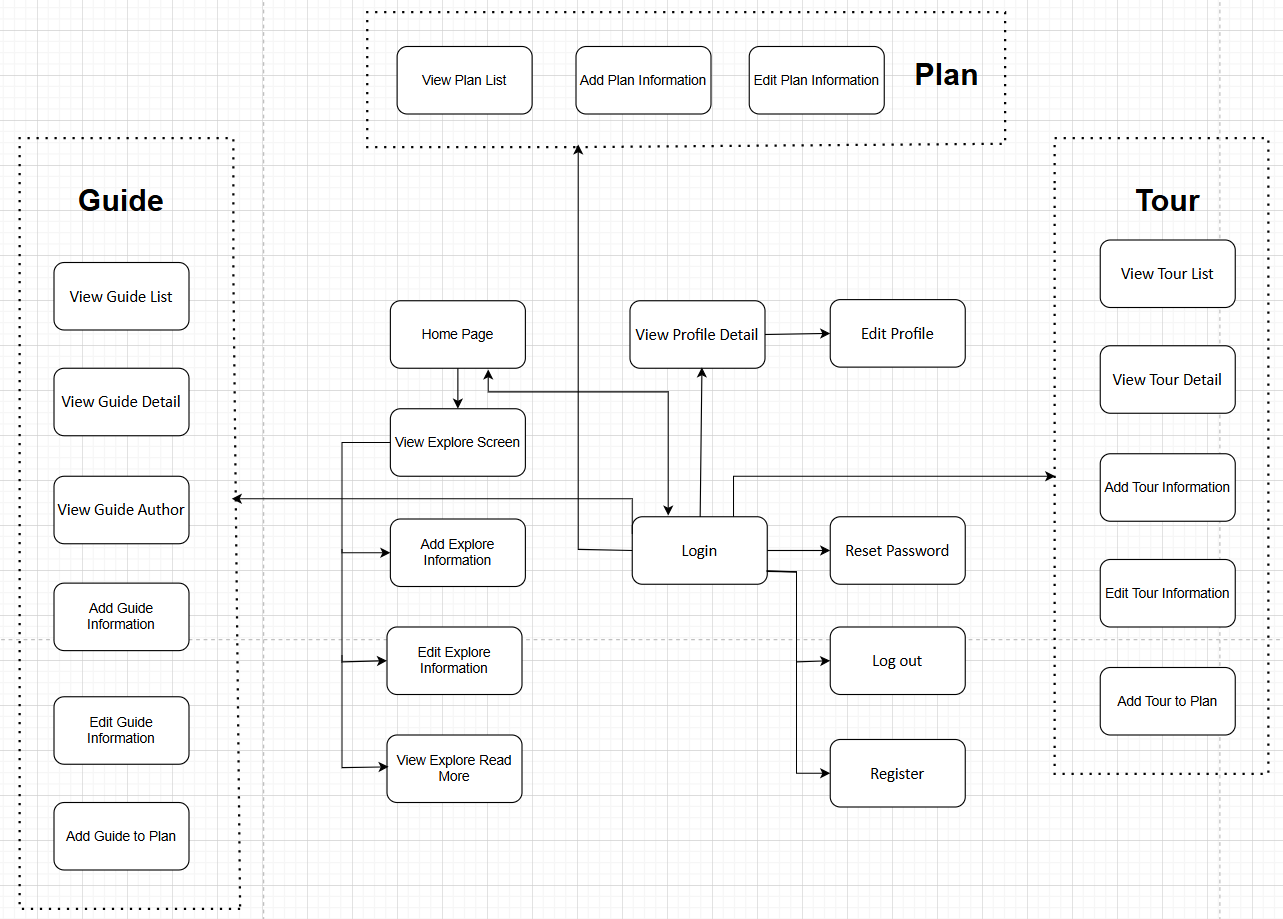 Plan
View Plan List
Add Plan Information
Edit Plan Information
Guide
View Guide List
View Guide Detail
View Guide Author
Add Guide
Information
Edit Guide
Information
Add Guide to Plan
Home Page
View Explore Screen
Add Explore
Information
Edit Explore
Information
View Explore Read
More
View Profile Detail
Edit Profile
Login
Reset Password
Log out
Register
Tour
View Tour List
View Tour Detail
Add Tour Information
Edit Tour Information
Add Tour to Plan